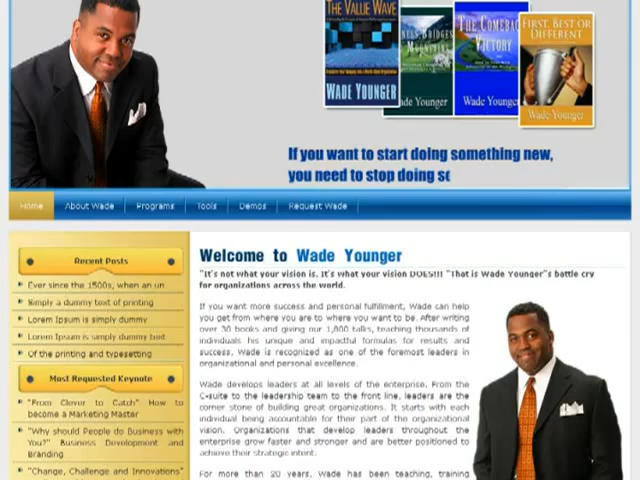 THE VALUE WAVE
WADE YOUNGER
BRIDGES
MOUNTAINS
Wade Younger
THE COMEBACK
VICTORY
Wade Younger
FIRST, BEST OR
DIFFERENT
Wade Younger
If you want to start doing something new,
you need to stop doing so
Home
About Wade
Programs
Tools
Demos
Request Wade
Recent Posts
Ever since the 1500s, when an un
Simply a dummy text of printing
Lorem Ipsum is simply dummy
Lorem Ipsum is simply dummy text
Of the printing and typesetting
Most Requested Keynote
"From Clever to Catch" How to
become a Marketing Master
"Why should People do Business with
You?" Business Development and
Branding
"Change, Challenge and Innovations"
Welcome to Wade Younger
"It's not what your vision is. It's what your vision DOES!!! "That is Wade Younger"s battle cry
for organizations across the world.
If you want more success and personal fulfillment, Wade can help
you get from where you are to where you want to be. After writing
over 30 books and giving our 1,800 talks, teaching thousands of
individuals his unique and impactful formulas for results and
success, Wade is recognized as one of the foremost leaders in
organizational and personal excellence.
Wade develops leaders at all levels of the enterprise. From the
C-suite to the leadership team to the front line, leaders are the
corner stone of building great organizations. It starts with each
individual being accountable for their part of the organizational
vision. Organizations that develop leaders throughout the
enterprise grow faster and stronger and are better positioned to
achieve their strategic intent.
For more than 20 years, Wade has been teaching, training